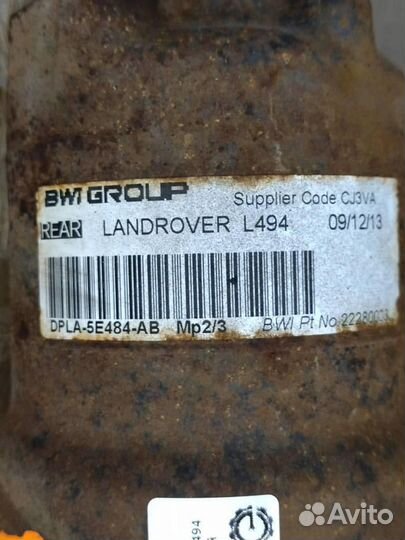 BWI GROUP Supplier Code CJ3VA
REAR LANDROVER L494 09/12/13
DPLA-5E484-AB Mp2/3 BWI Pt No
494
Avito